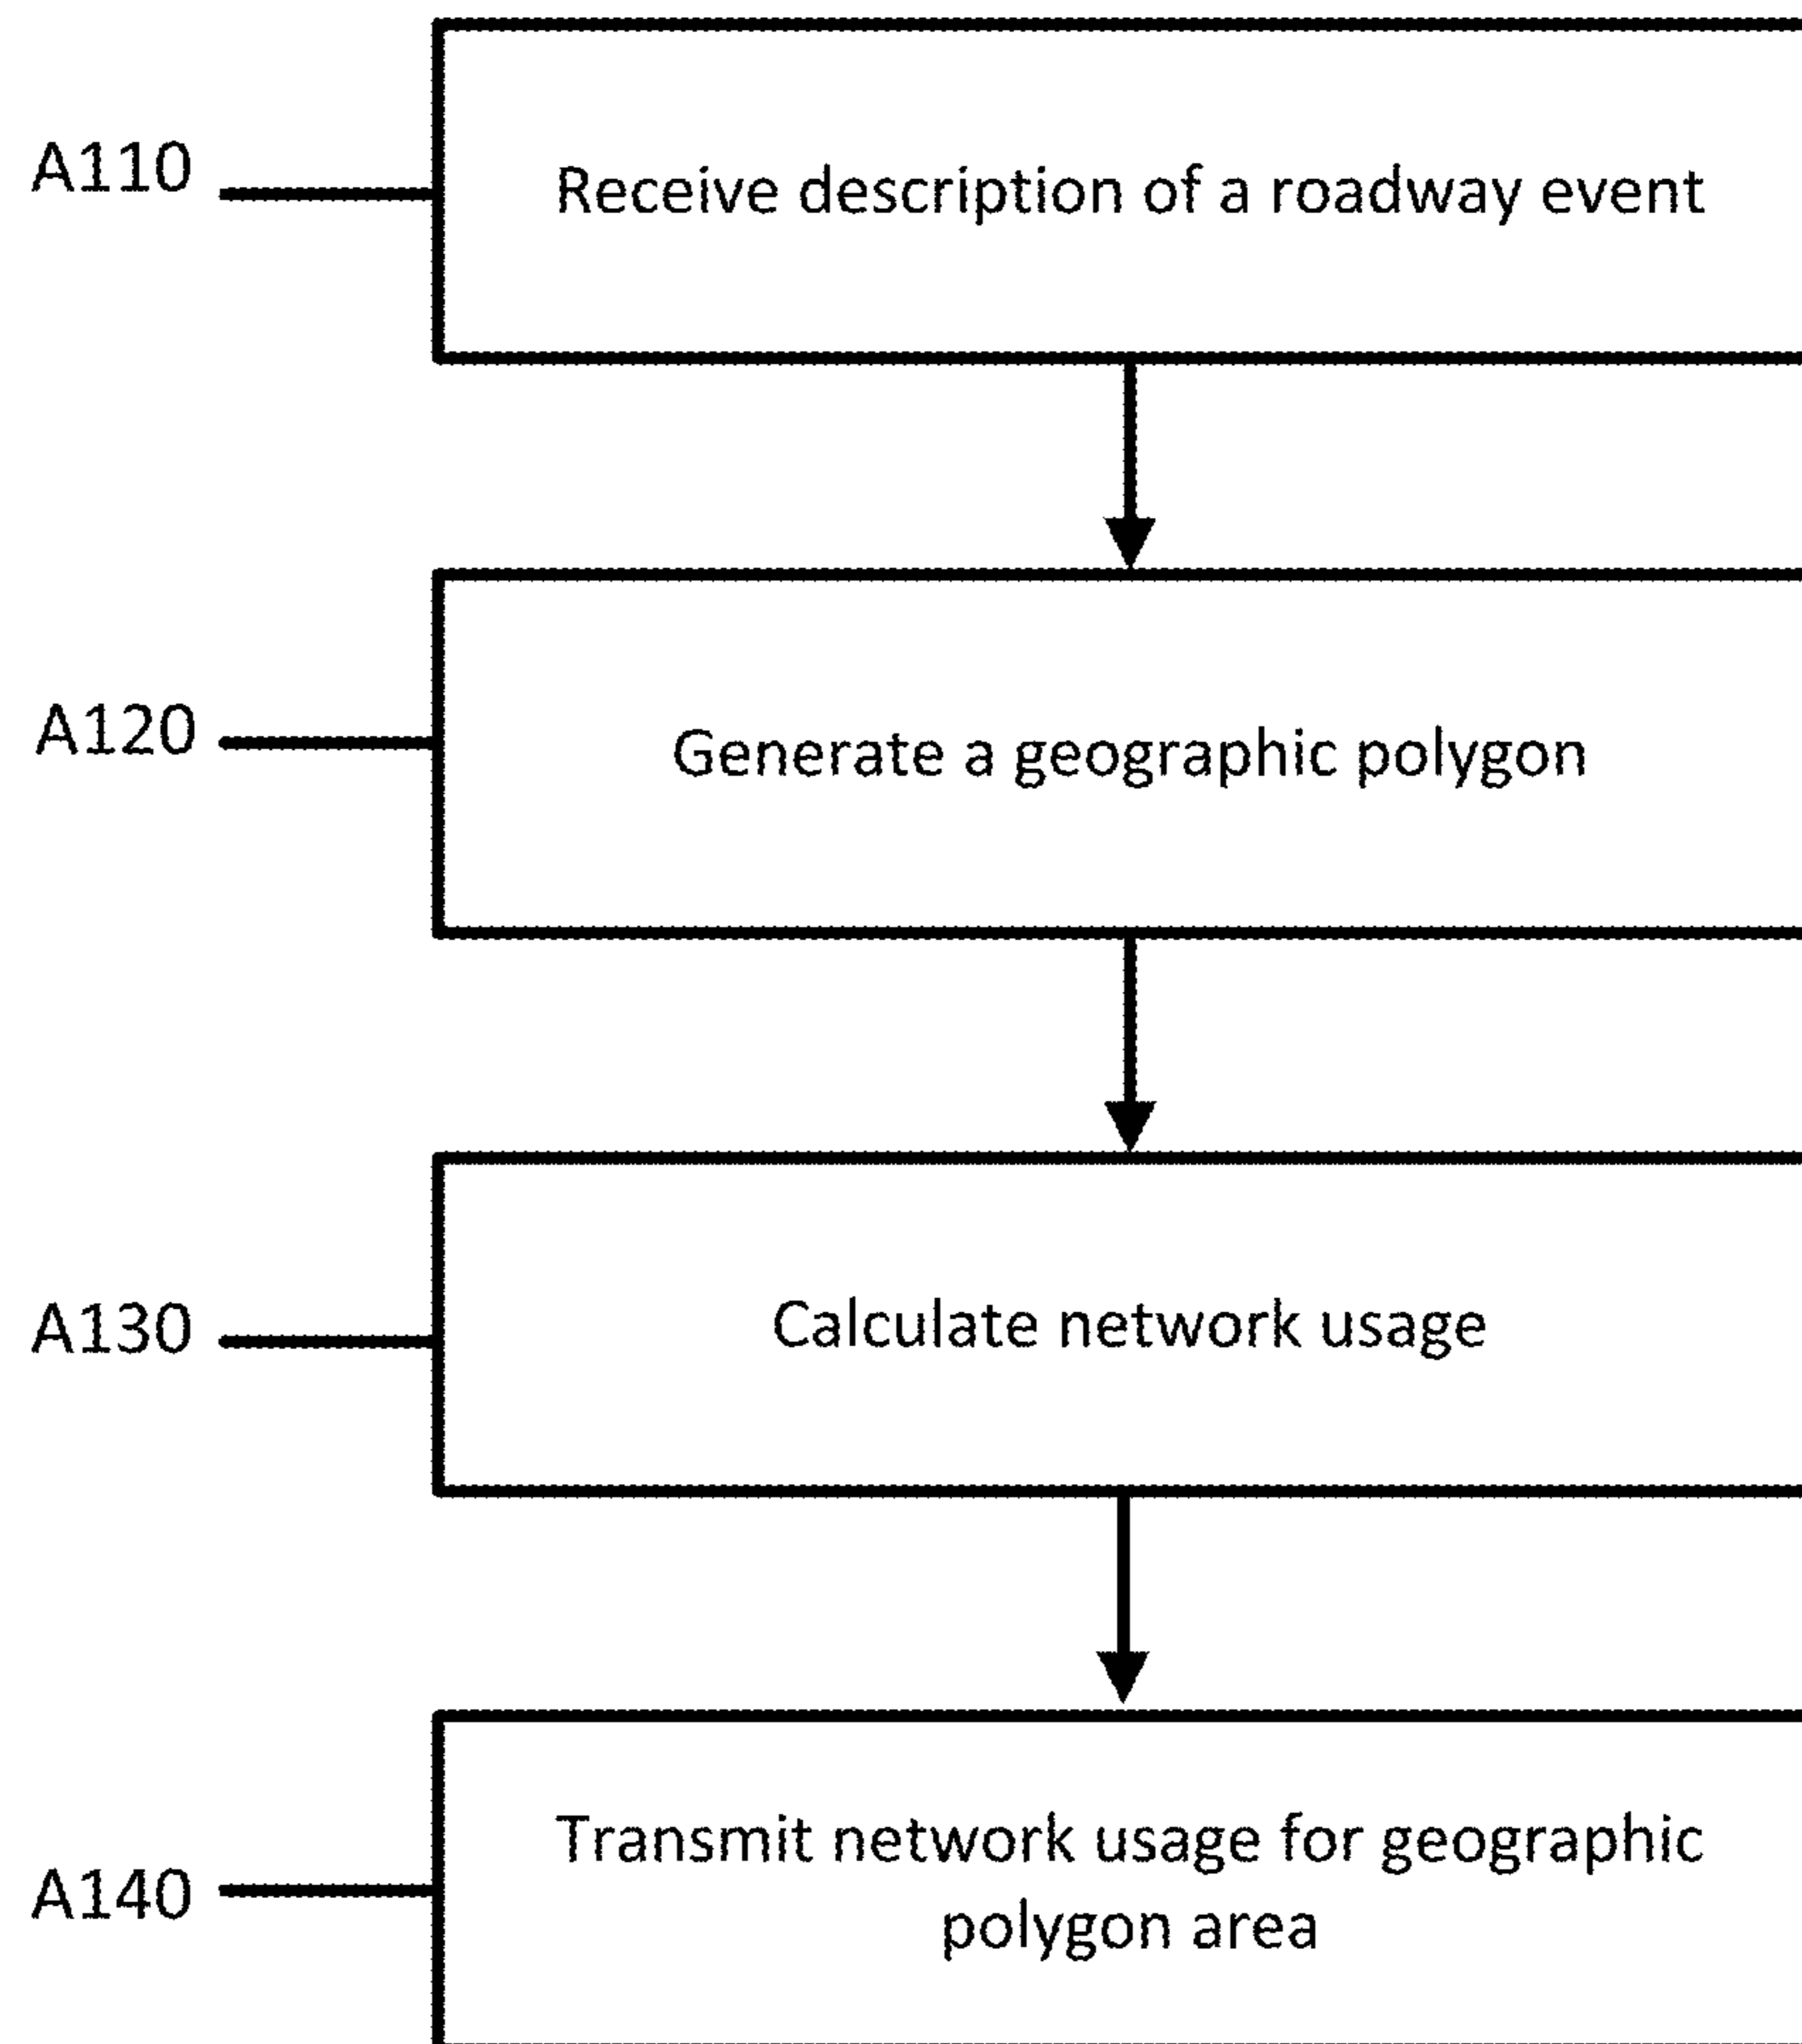 A110
Receive description of a roadway event
A120
Generate a geographic polygon
A130
Calculate network usage
A140
Transmit network usage for geographic
polygon area